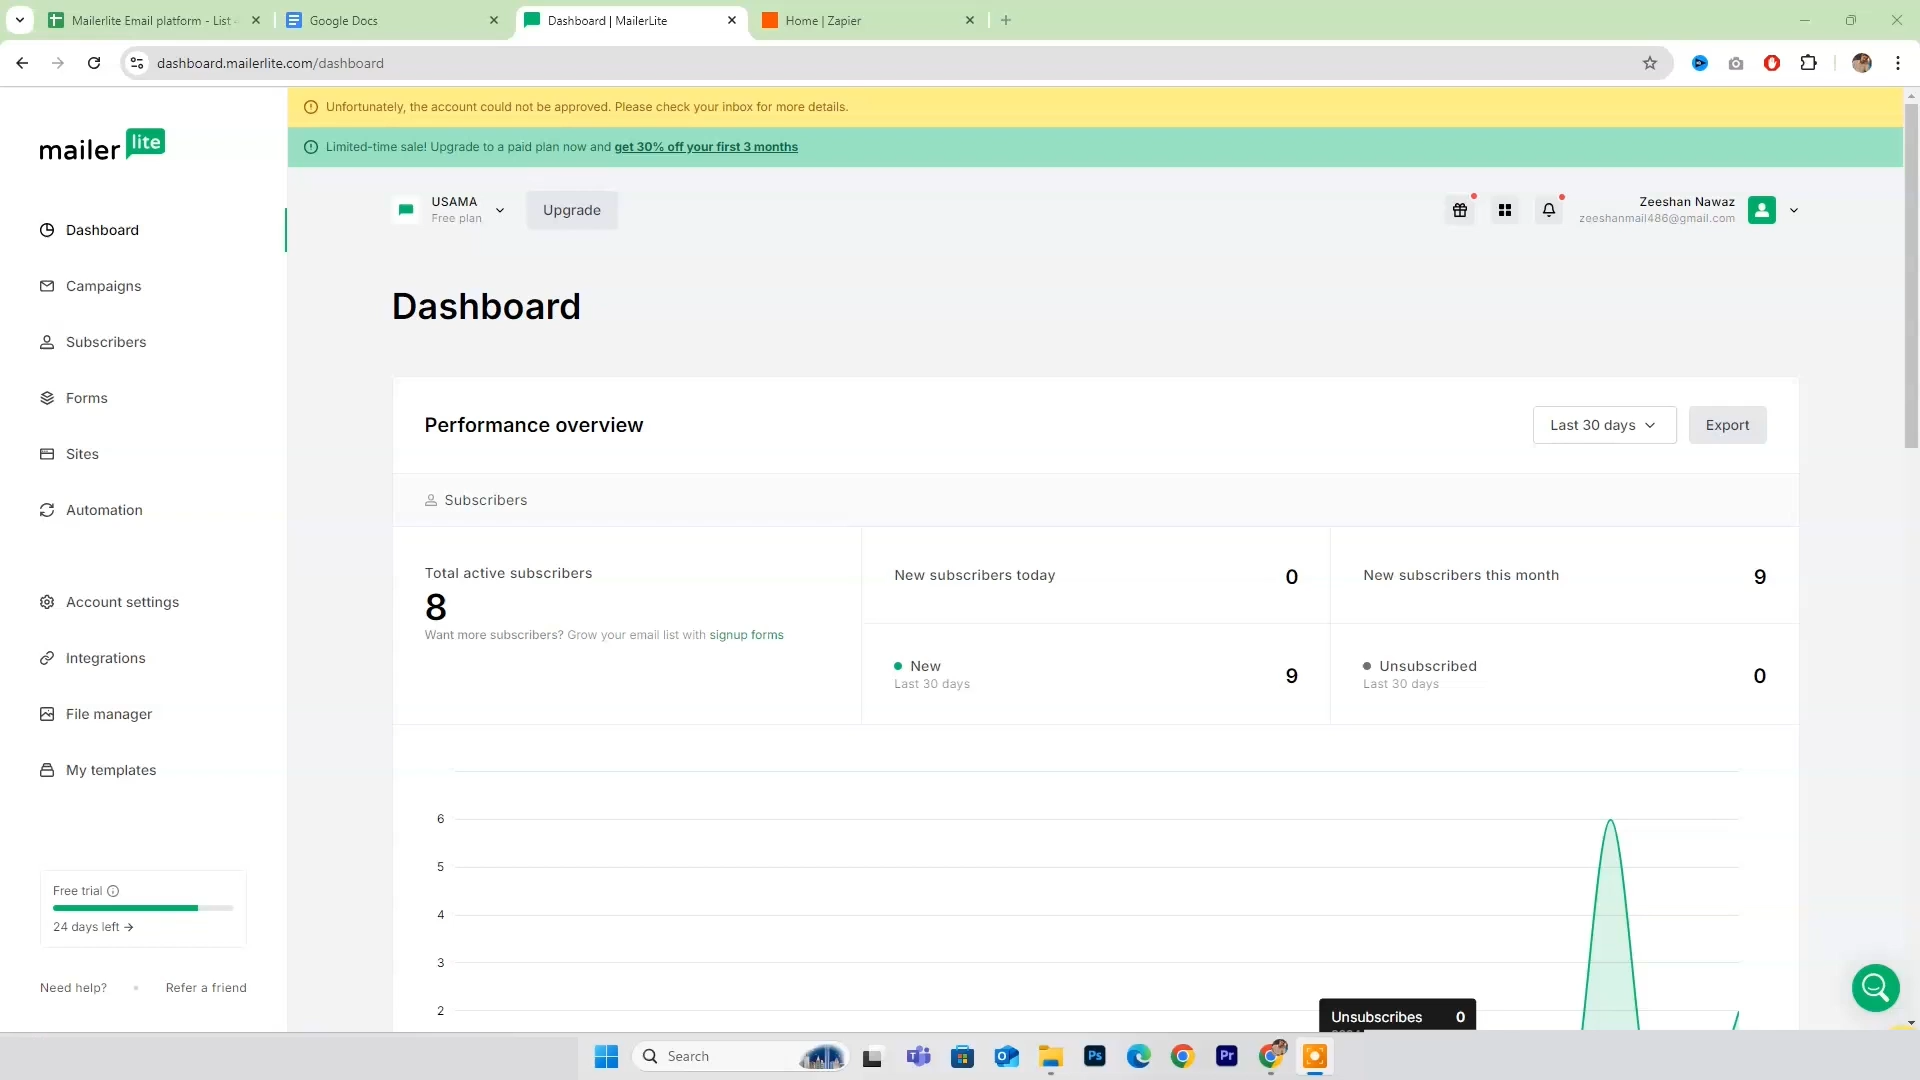 Mailerlite Email platform - List
Google Docs
Dashboard | MailerLite
Home | Zapier
dashboard.mailerlite.com/dashboard
Unfortunately, the account could not be approved. Please check your inbox for more details.
Limited-time sale! Upgrade to a paid plan now and get 30% off your first 3 months
mailer lite
USAMA
Free plan
Upgrade
Zeeshan Nawaz
zeeshanmail486@gmail.com
Dashboard
Campaigns
Subscribers
Forms
Sites
Automation
Account settings
Integrations
File manager
My templates
Free trial
24 days left
Need help?
Refer a friend
Dashboard
Performance overview
Last 30 days
Export
Subscribers
Total active subscribers
8
Want more subscribers? Grow your email list with signup forms
New subscribers today
0
New subscribers this month
9
New
Last 30 days
9
Unsubscribed
Last 30 days
0
6
5
4
3
2
Unsubscribes 0
Search
Ps
Pr